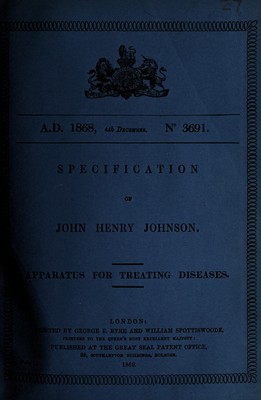 27
A.D. 1868, 4th DECEMBER. Nº 3691.
SPECIFICATION
OF
JOHN HENRY JOHNSON.
APPARATUS FOR TREATING DISEASES.
LONDON:
PRINTED BY GEORGE E. EYRE AND WILLIAM SPOTTISWOODE,
PRINTERS TO THE QUEEN'S MOST EXCELLENT MAJESTY:
PUBLISHED AT THE GREAT SEAL PATENT OFFICE,
25, SOUTHAMPTON BUILDINGS, HOLBORN.